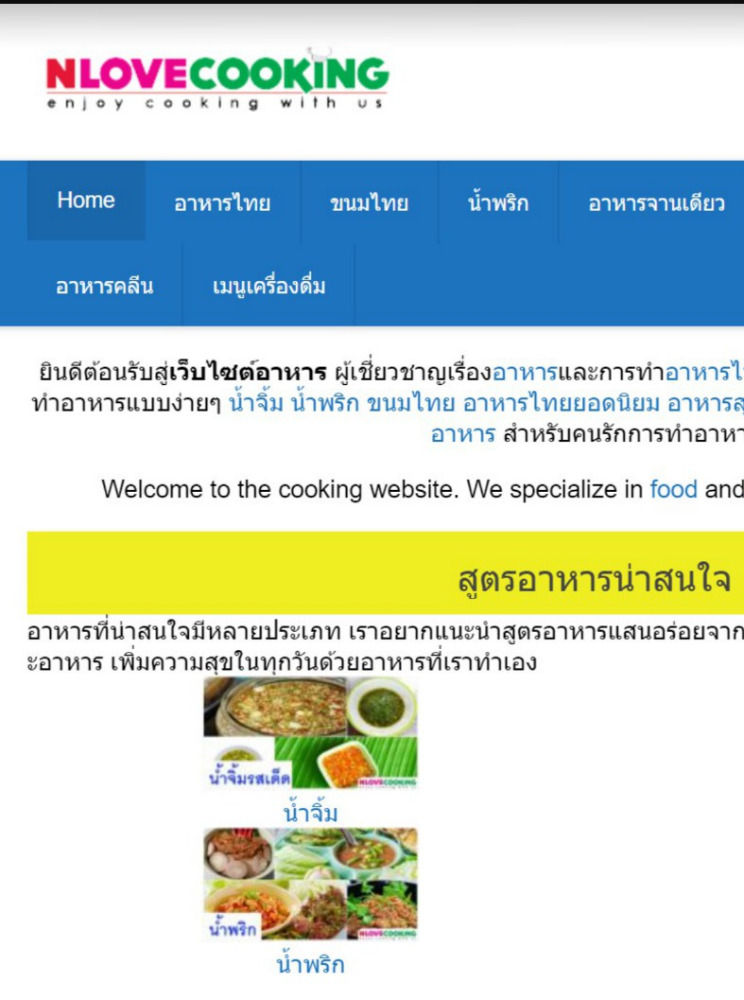 NLOVECOOKING
enjoy cooking with us
Home อาหารไทย ขนมไทย น้ำพริก อาหารจานเดียว
อาหารคลีน เมนูเครื่องดื่ม
ยินดีต้อนรับสู่เว็บไซต์อาหาร ผู้เชี่ยวชาญเรื่องอาหารและการทำอาหารไ
ทำอาหารแบบง่ายๆ น้ำจิ้ม น้ำพริก ขนมไทย อาหารไทยยอดนิยม อาหารสุ
อาหาร สำหรับคนรักการทำอาหา
Welcome to the cooking website. We specialize in food and
สูตรอาหารน่าสนใจ
อาหารที่น่าสนใจมีหลายประเภท เราอยากแนะนำสูตรอาหารแสนอร่อยจาก
ะอาหาร เพิ่มความสุขในทุกวันด้วยอาหารที่เราทำเอง
น้ำจิ้มรสเด็ด
NLOVECOOKING
น้ำจิ้ม
น้ำพริก
NLOVECOOKING
น้ำพริก